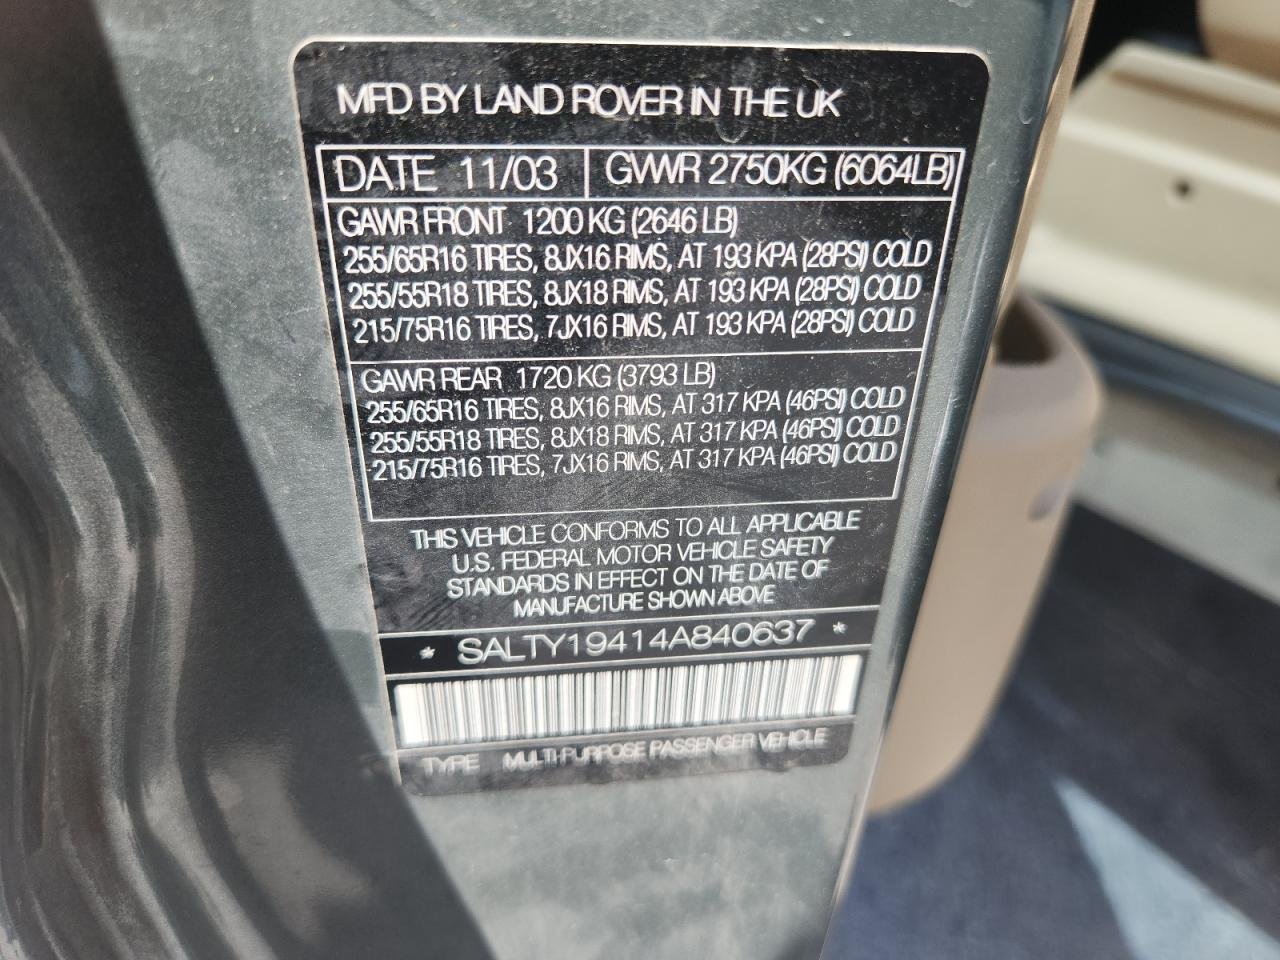 MFD BY LAND ROVER IN THE UK
DATE 11/03 GVWR 2750KG (6064LB)
GAWR FRONT 1200 KG (2646 LB)
255/65R16 TIRES, 8JX16 RIMS, AT 193 KPA (28PSI) COLD
255/55R18 TIRES, 8JX18 RIMS, AT 193 KPA (28PSI) COLD
215/75R16 TIRES, 7JX16 RIMS, AT 193 KPA (28PSI) COLD
GAWR REAR 1720 KG (3793 LB)
255/65R16 TIRES, 8JX16 RIMS, AT 317 KPA (46PSI) COLD
255/55R18 TIRES, 8JX18 RIMS, AT 317 KPA (46PSI) COLD
215/75R16 TIRES, 7JX16 RIMS, AT 317 KPA (46PSI) COLD
THIS VEHICLE CONFORMS TO ALL APPLICABLE
U.S. FEDERAL MOTOR VEHICLE SAFETY
STANDARDS IN EFFECT ON THE DATE OF
MANUFACTURE SHOWN ABOVE
* SALTY19414A840637 *
TYPE MULTI-PURPOSE PASSENGER VEHICLE